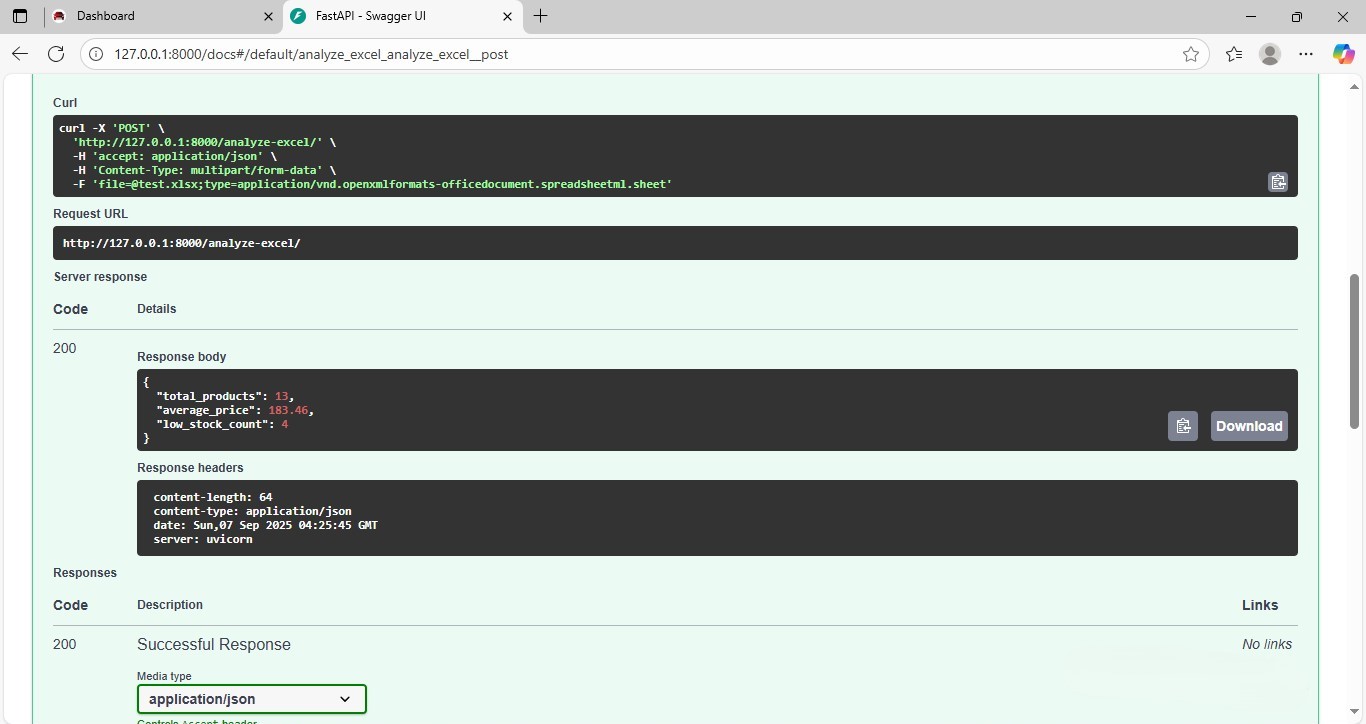 Dashboard
FastAPI - Swagger UI
127.0.0.1:8000/docs#/default/analyze_excel_analyze_excel__post
Curl
curl -X 'POST' \
'http://127.0.0.1:8000/analyze-excel/' \
-H 'accept: application/json' \
-H 'Content-Type: multipart/form-data' \
-F 'file=@test.xlsx;type=application/vnd.openxmlformats-officedocument.spreadsheetml.sheet'
Request URL
http://127.0.0.1:8000/analyze-excel/
Server response
Code Details
200
Response body
{
"total_products": 13,
"average_price": 183.46,
"low_stock_count": 4
}
Download
Response headers
content-length: 64
content-type: application/json
date: Sun,07 Sep 2025 04:25:45 GMT
server: uvicorn
Responses
Code Description Links
200 Successful Response No links
Media type
application/json
Controls Accept header